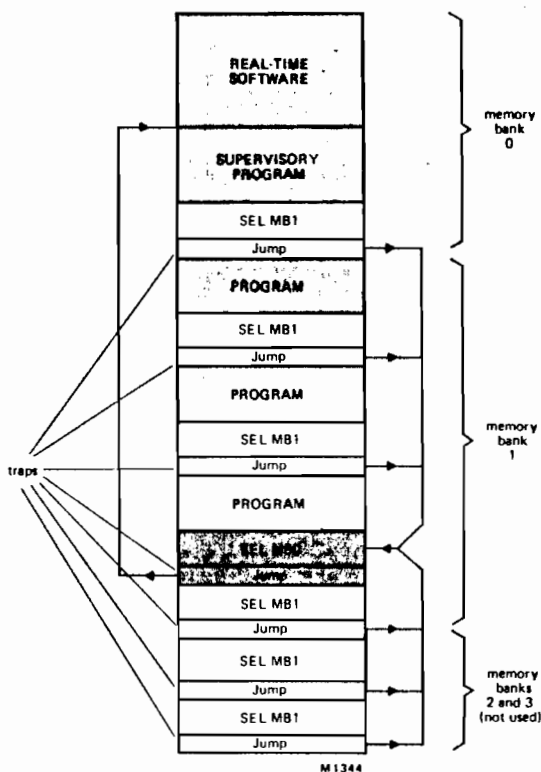 REAL-TIME
SOFTWARE
memory
bank
0
SUPERVISORY
PROGRAM
SEL MB1
Jump
PROGRAM
SEL MB1
Jump
PROGRAM
memory
bank
1
SEL MB1
Jump
traps
PROGRAM
SEL MB0
Jump
SEL MB1
Jump
SEL MB1
memory
banks
2 and 3
(not used)
Jump
SEL MB1
Jump
M1344